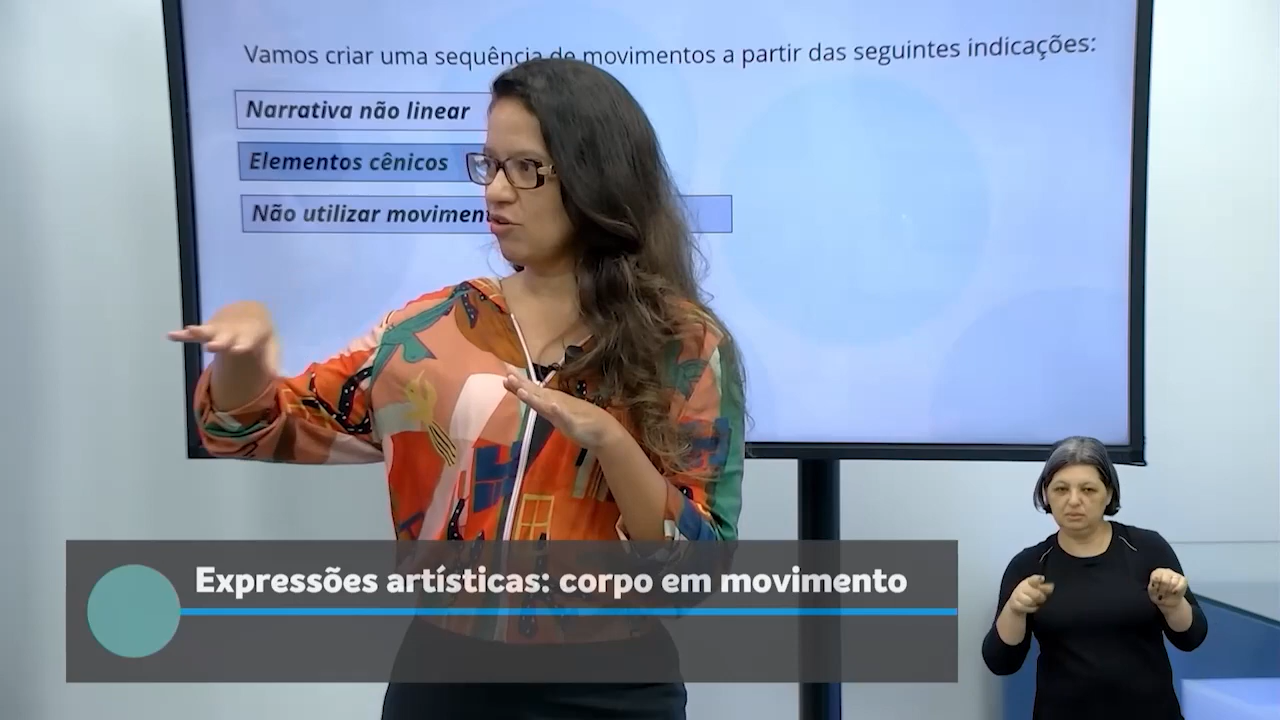 Vamos criar uma sequência de movimentos a partir das seguintes indicações:
Narrativa não linear
Elementos cênicos
Não utilizar
Expressões artísticas: corpo em movimento